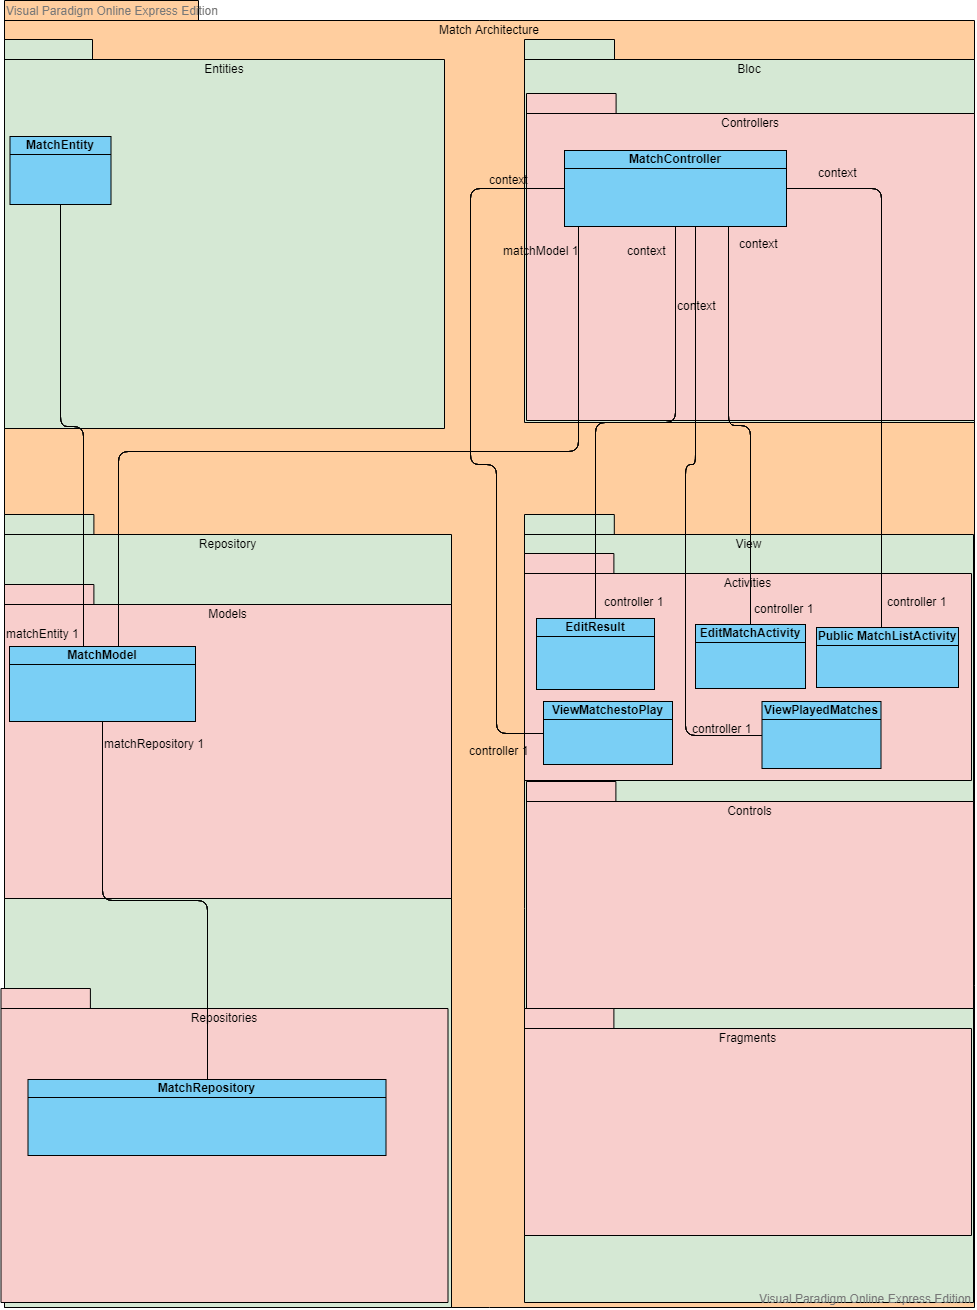 Visual Paradigm Online Express Edition
Match Architecture
Entities
Bloc
Controllers
MatchEntity
MatchController
context
context
matchModel 1
context
context
context
Repository
View
Activities
Models
matchEntity 1
controller 1
controller 1
controller 1
EditResult
EditMatchActivity
Public MatchListActivity
MatchModel
ViewMatchestoPlay
ViewPlayedMatches
matchRepository 1
controller 1
controller 1
Controls
Repositories
Fragments
MatchRepository
Visual Paradigm Online Express Edition